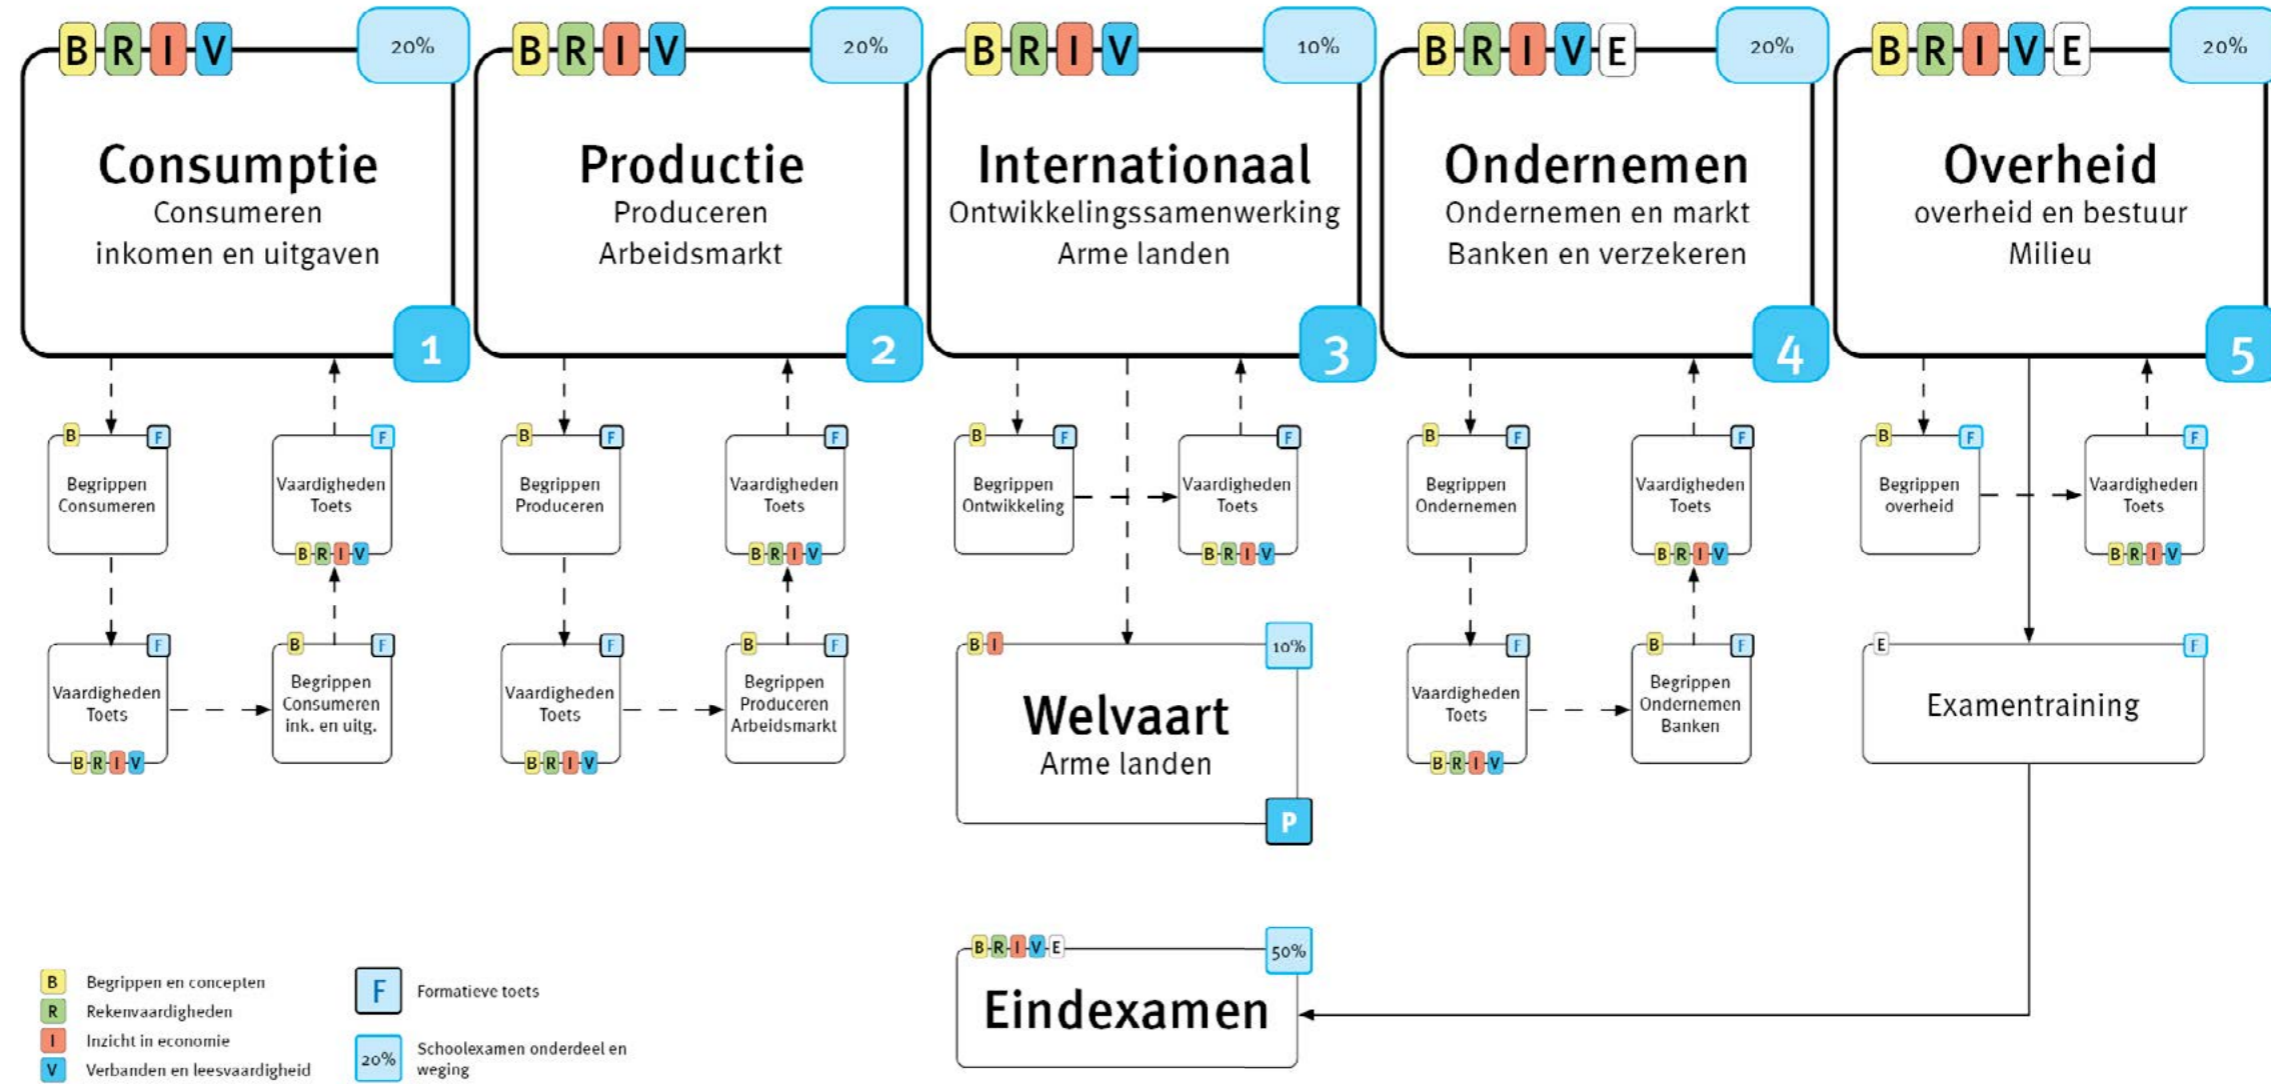 B R I V
20%
Consumptie
Consumeren
inkomen en uitgaven
1
B R I V
20%
Productie
Produceren
Arbeidsmarkt
2
B R I V
10%
Internationaal
Ontwikkelingssamenwerking
Arme landen
3
B R I V E
20%
Ondernemen
Ondernemen en markt
Banken en verzekeren
4
B R I V E
20%
Overheid
overheid en bestuur
Milieu
5
B F
Begrippen
Consumeren
F
Vaardigheden
Toets
B R I V
F
Vaardigheden
Toets
B R I V
B F
Begrippen
Consumeren
ink. en uitg.
B F
Begrippen
Produceren
F
Vaardigheden
Toets
B R I V
F
Vaardigheden
Toets
B R I V
B F
Begrippen
Produceren
Arbeidsmarkt
B F
Begrippen
Ontwikkeling
F
Vaardigheden
Toets
B R I V
B I
10%
Welvaart
Arme landen
P
B F
Begrippen
Ondernemen
F
Vaardigheden
Toets
B R I V
F
Vaardigheden
Toets
B R I V
B F
Begrippen
Ondernemen
Banken
B F
Begrippen
overheid
F
Vaardigheden
Toets
B R I V
E F
Examentraining
B R I V E
50%
Eindexamen
B Begrippen en concepten
R Rekenvaardigheden
I Inzicht in economie
V Verbanden en leesvaardigheid
F Formatieve toets
20% Schoolexamen onderdeel en
weging